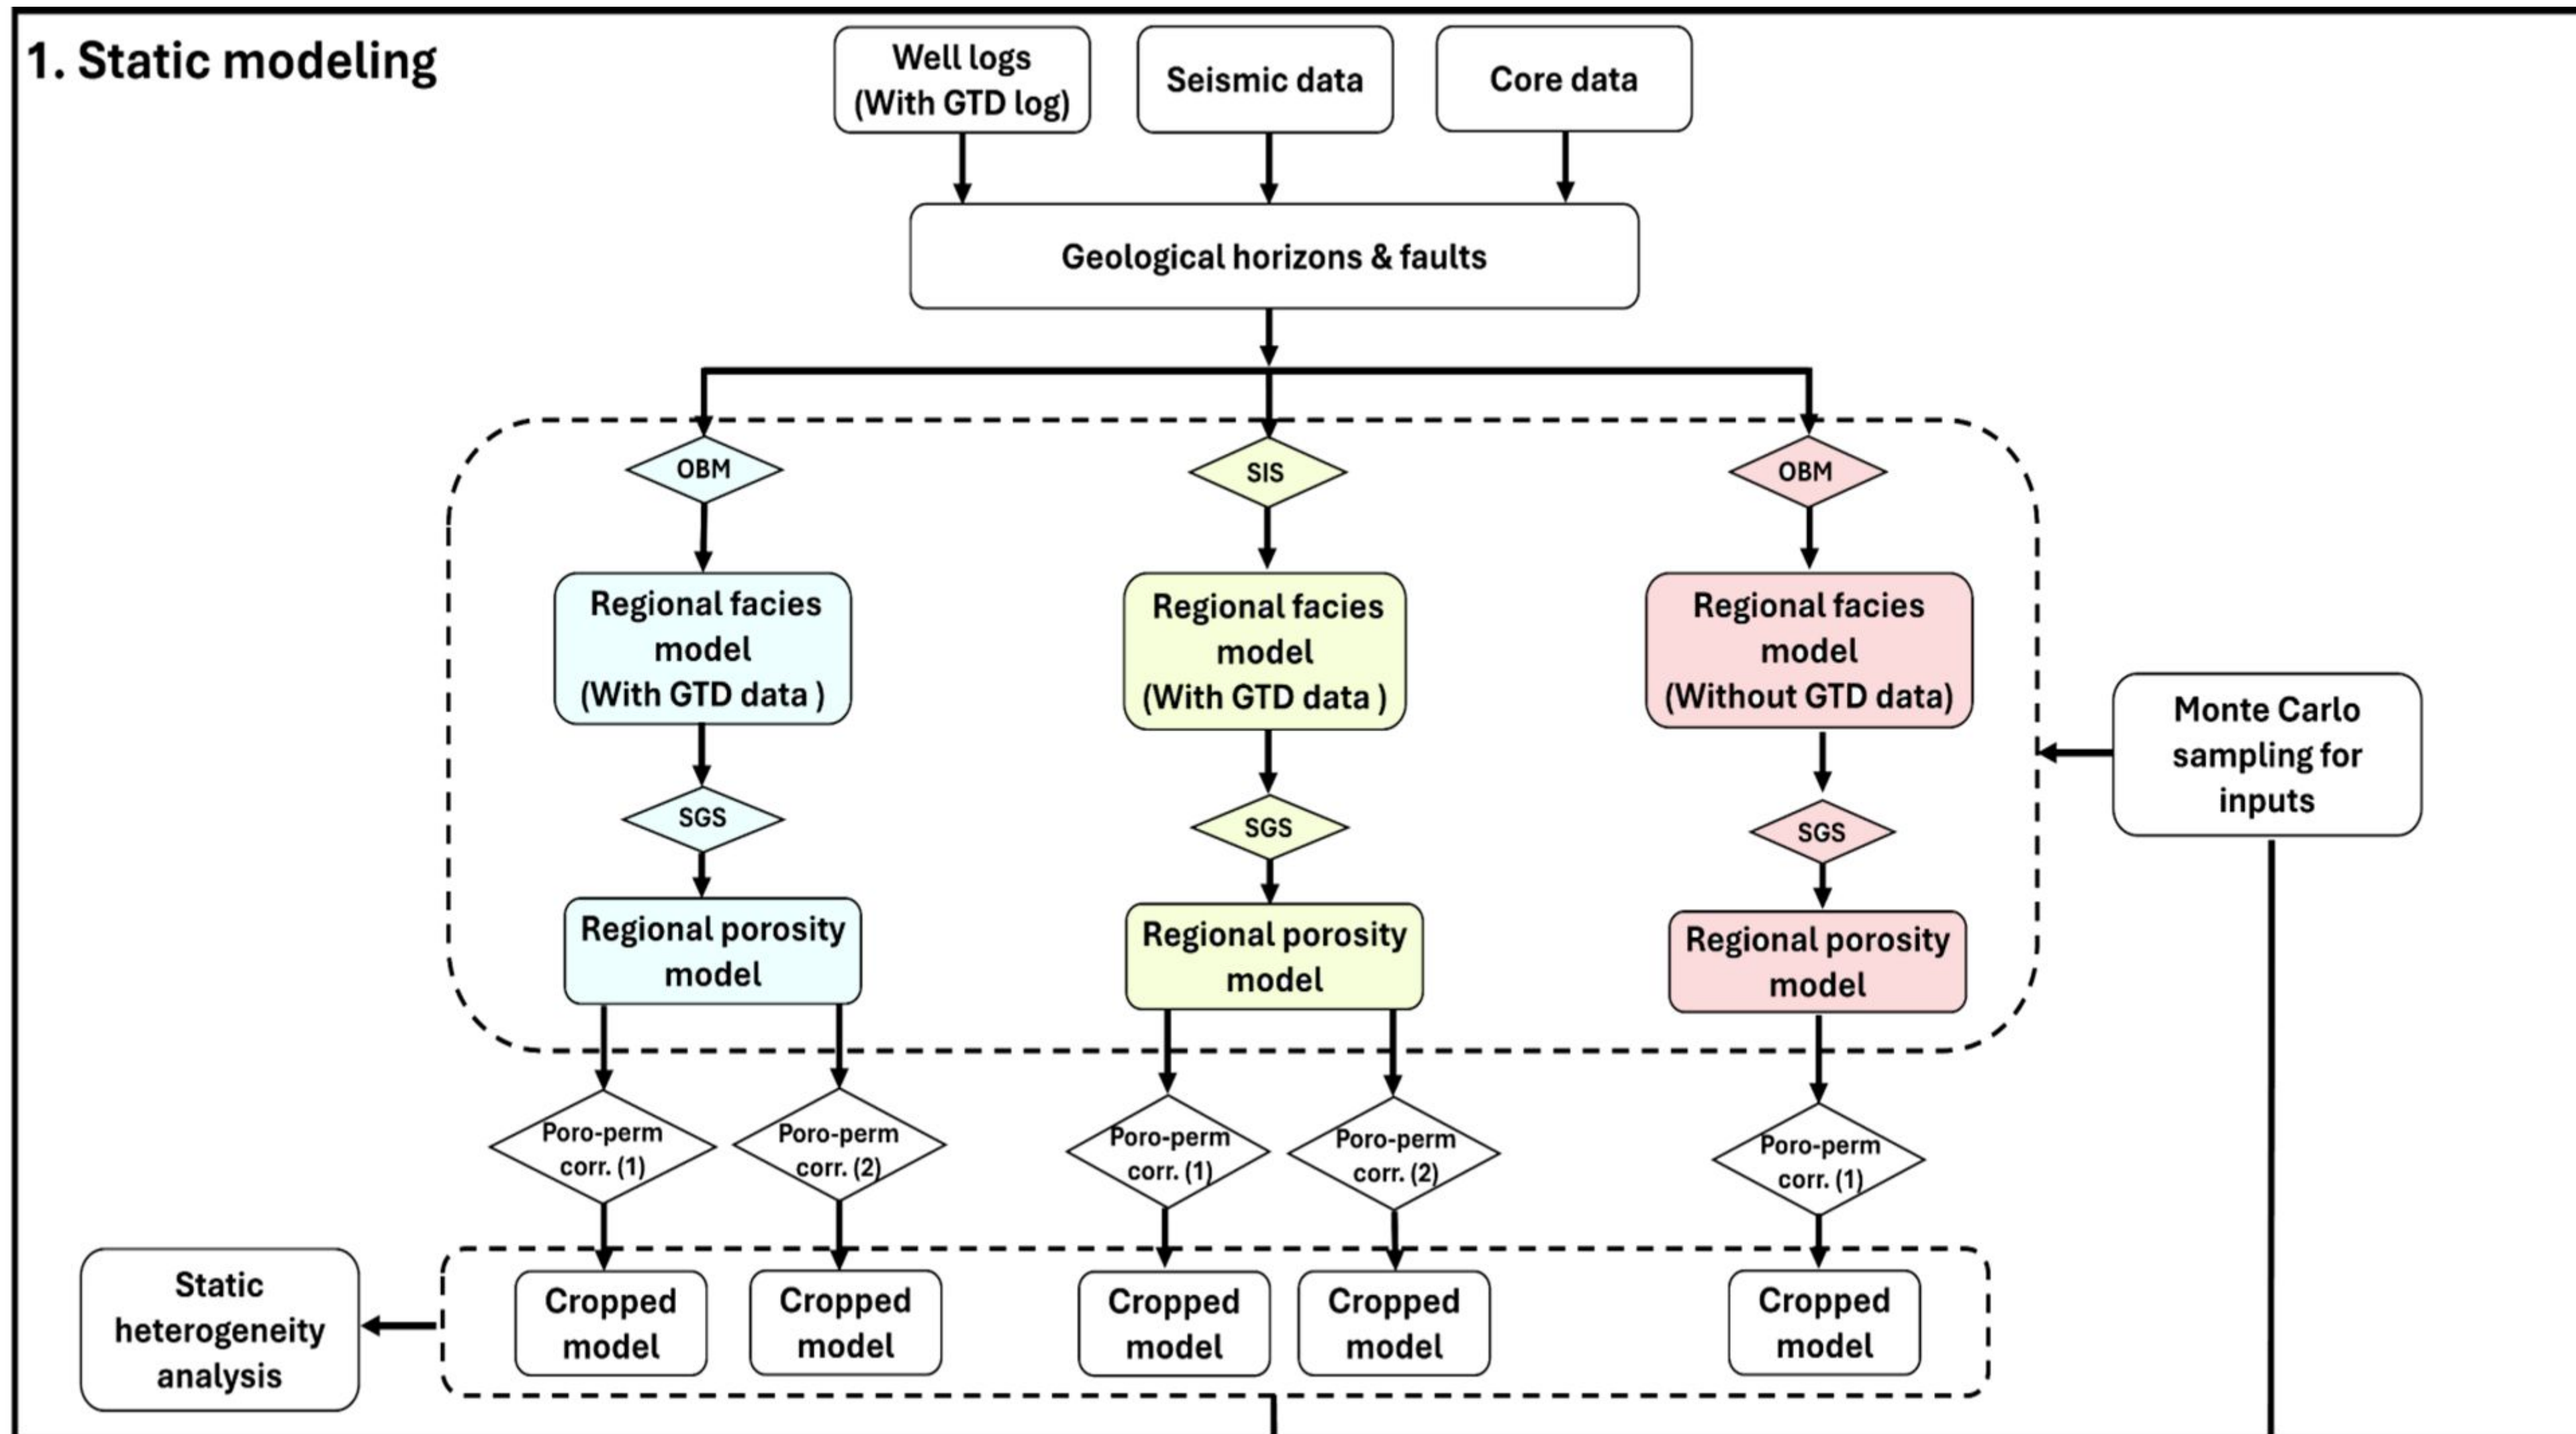 1. Static modeling
Well logs
(With GTD log)
Seismic data
Core data
Geological horizons & faults
OBM
SIS
OBM
Regional facies
model
(With GTD data )
Regional facies
model
(With GTD data )
Regional facies
model
(Without GTD data)
Monte Carlo
sampling for
inputs
SGS
SGS
SGS
Regional porosity
model
Regional porosity
model
Regional porosity
model
Poro-perm
corr. (1)
Poro-perm
corr. (2)
Poro-perm
corr. (1)
Poro-perm
corr. (2)
Poro-perm
corr. (1)
Static
heterogeneity
analysis
Cropped
model
Cropped
model
Cropped
model
Cropped
model
Cropped
model